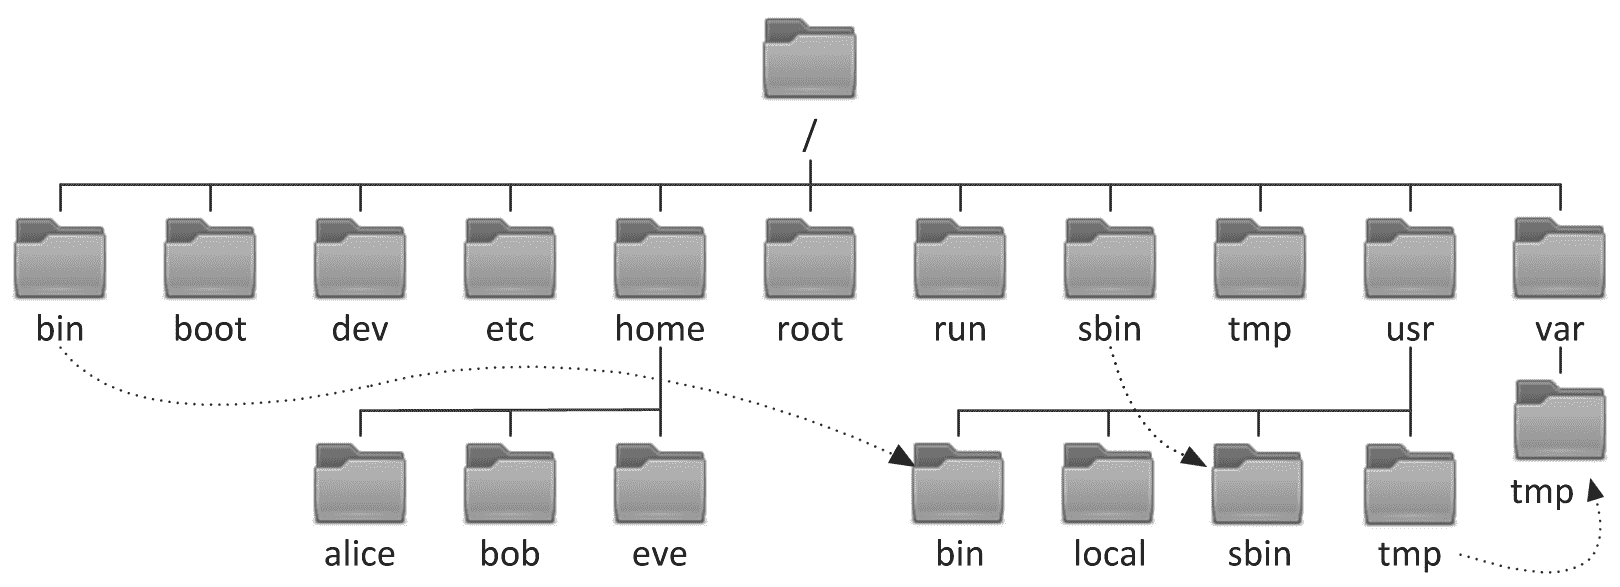 /
bin boot dev etc home root run sbin tmp usr var
tmp
alice bob eve bin local sbin tmp